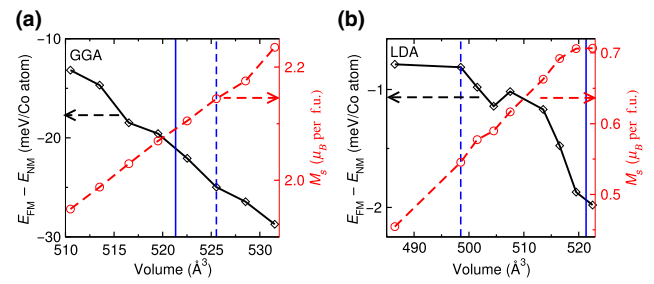 (a)
GGA
−10
−20
−30
E_FM − E_NM (meV/Co atom)
510 515 520 525 530
Volume (Å³)
2.2
2.0
M_s (μ_B per f.u.)
(b)
LDA
−1
−2
E_FM − E_NM (meV/Co atom)
490 500 510 520
Volume (Å³)
0.7
0.6
0.5
M_s (μ_B per f.u.)